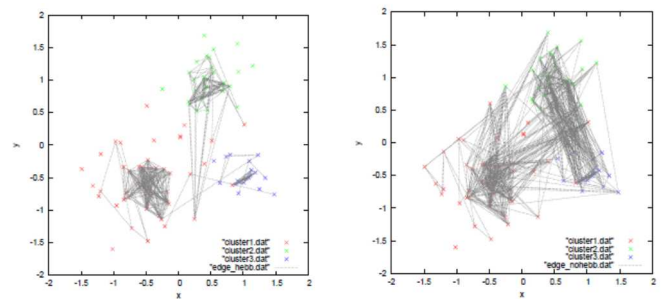 2
1.5
1
0.5
0
-0.5
-1
-1.5
-2
y
-2 -1.5 -1 -0.5 0 0.5 1 1.5 2
x
"cluster1.dat"
"cluster2.dat"
"cluster3.dat"
"edge_hebb.dat"
2
1.5
1
0.5
0
-0.5
-1
-1.5
-2
y
-2 -1.5 -1 -0.5 0 0.5 1 1.5 2
x
"cluster1.dat"
"cluster2.dat"
"cluster3.dat"
"edge_nohebb.dat"